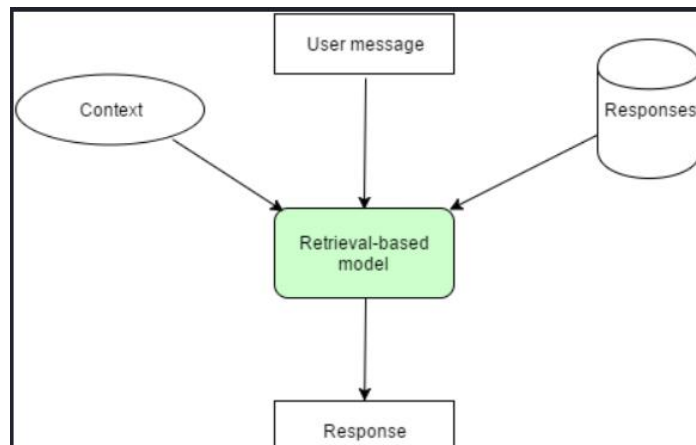 User message
Context
Responses
Retrieval-based
model
Response